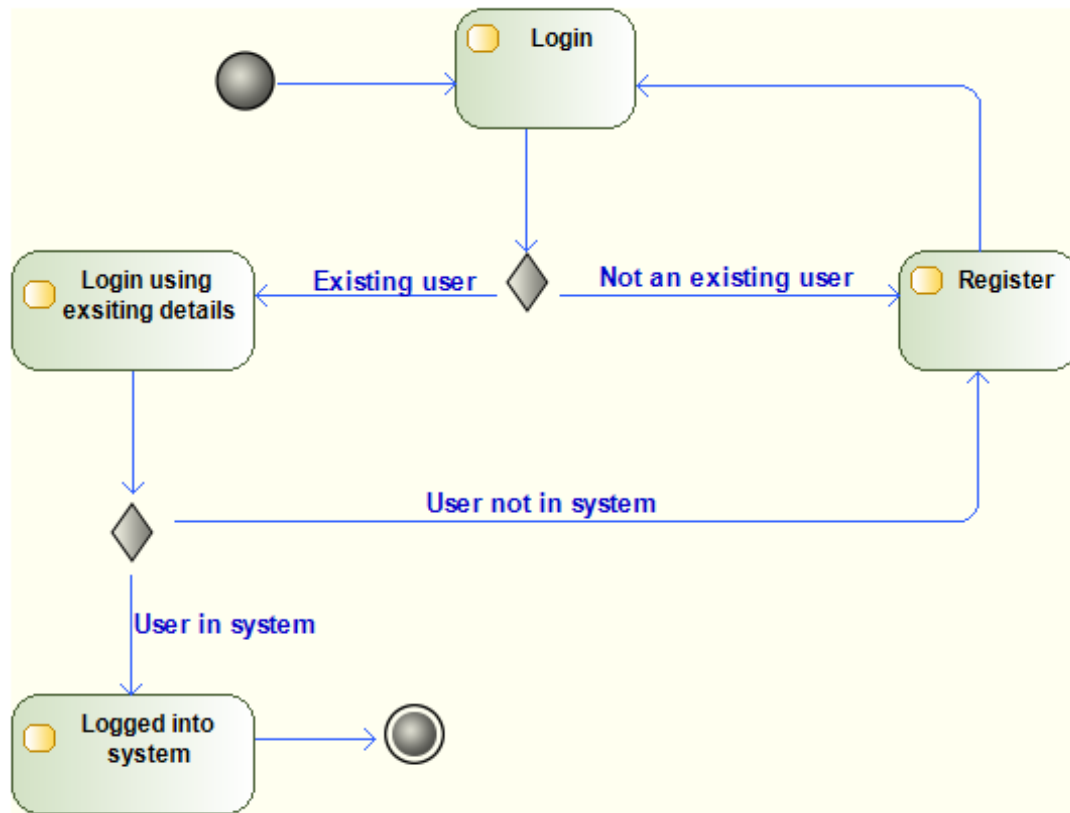 Login
Login using
exsiting details
Existing user
Not an existing user
Register
User not in system
User in system
Logged into
system